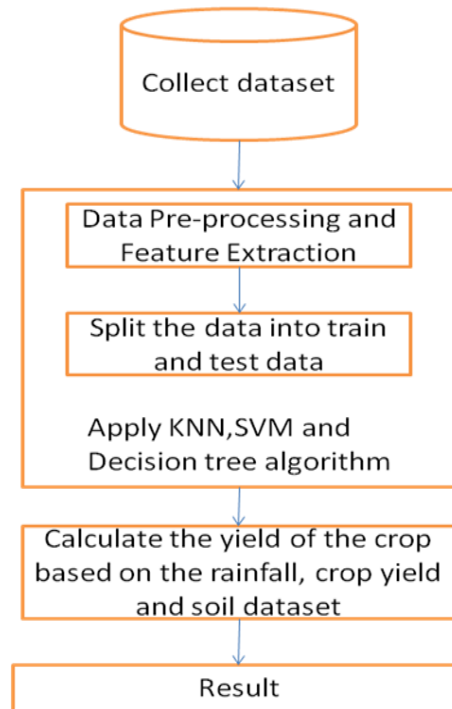 Collect dataset
Data Pre-processing and
Feature Extraction
Split the data into train
and test data
Apply KNN,SVM and
Decision tree algorithm
Calculate the yield of the crop
based on the rainfall, crop yield
and soil dataset
Result